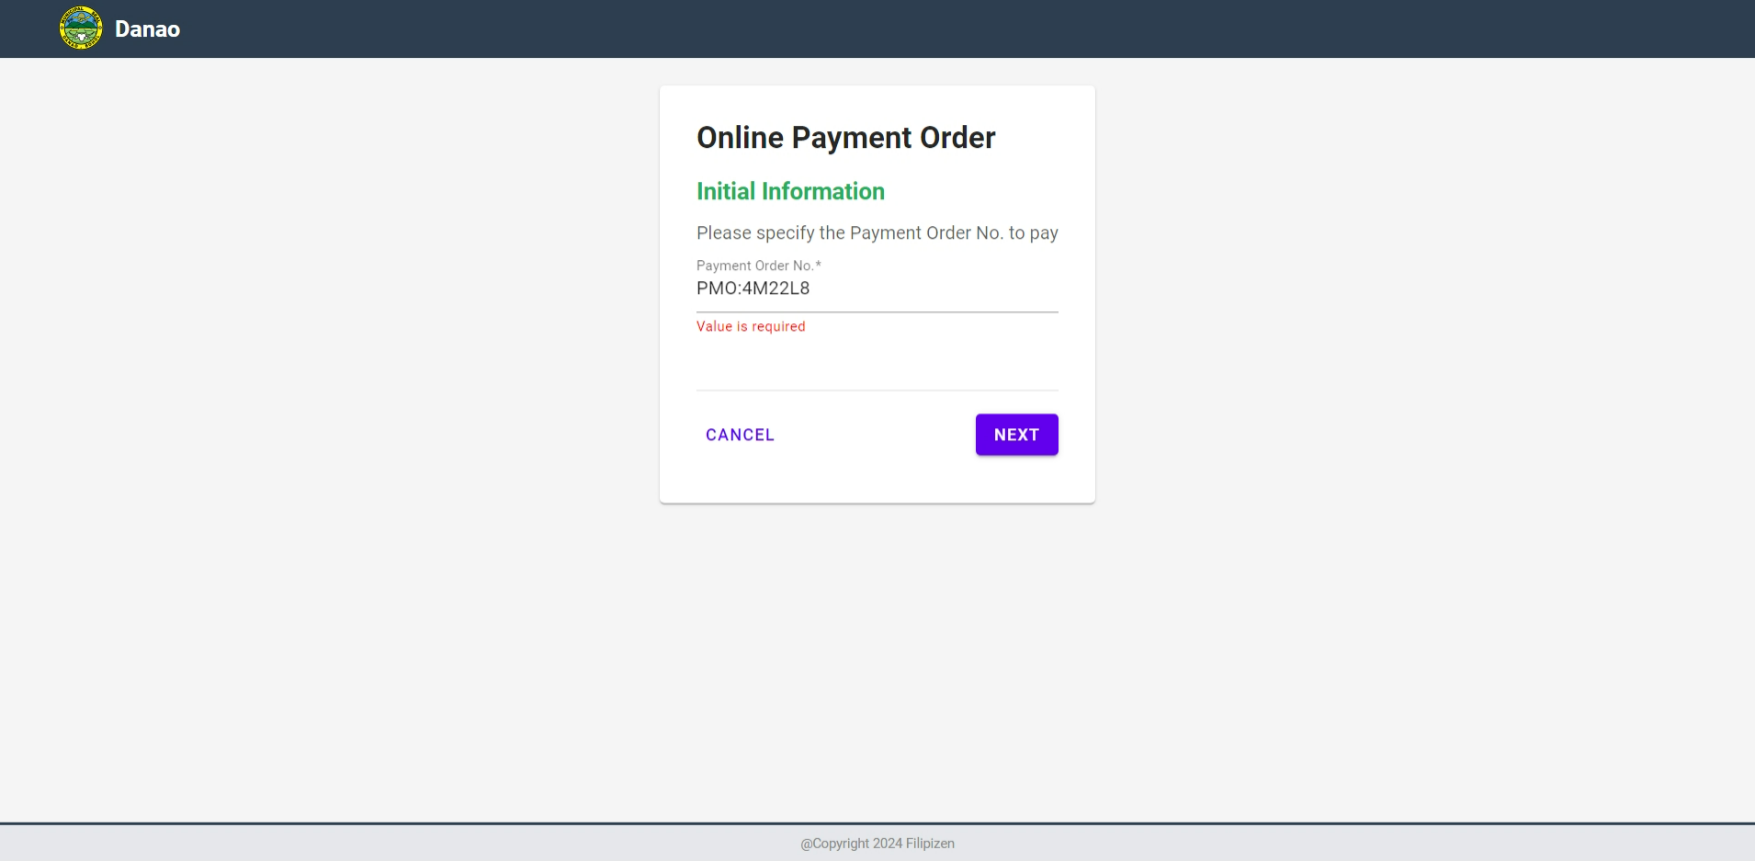 Danao
Online Payment Order
Initial Information
Please specify the Payment Order No. to pay
Payment Order No.*
PMO:4M22L8
Value is required
CANCEL
NEXT
@Copyright 2024 Filipizen